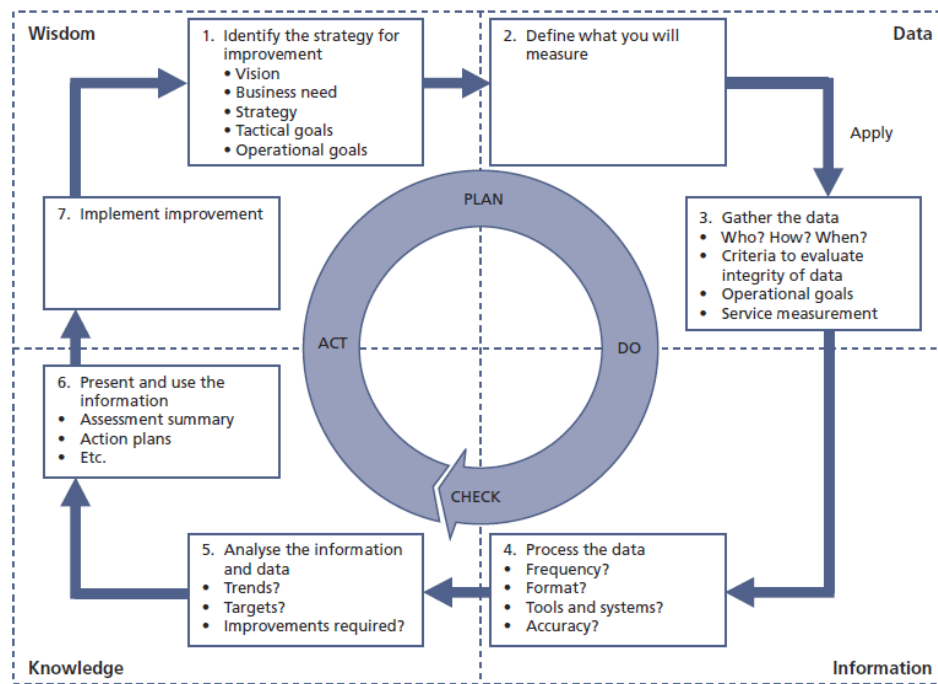 Wisdom
1. Identify the strategy for
improvement
• Vision
• Business need
• Strategy
• Tactical goals
• Operational goals
2. Define what you will
measure
Data
Apply
7. Implement improvement
PLAN
3. Gather the data
• Who? How? When?
• Criteria to evaluate
integrity of data
• Operational goals
• Service measurement
ACT
DO
6. Present and use the
information
• Assessment summary
• Action plans
• Etc.
CHECK
5. Analyse the information
and data
• Trends?
• Targets?
• Improvements required?
4. Process the data
• Frequency?
• Format?
• Tools and systems?
• Accuracy?
Knowledge
Information